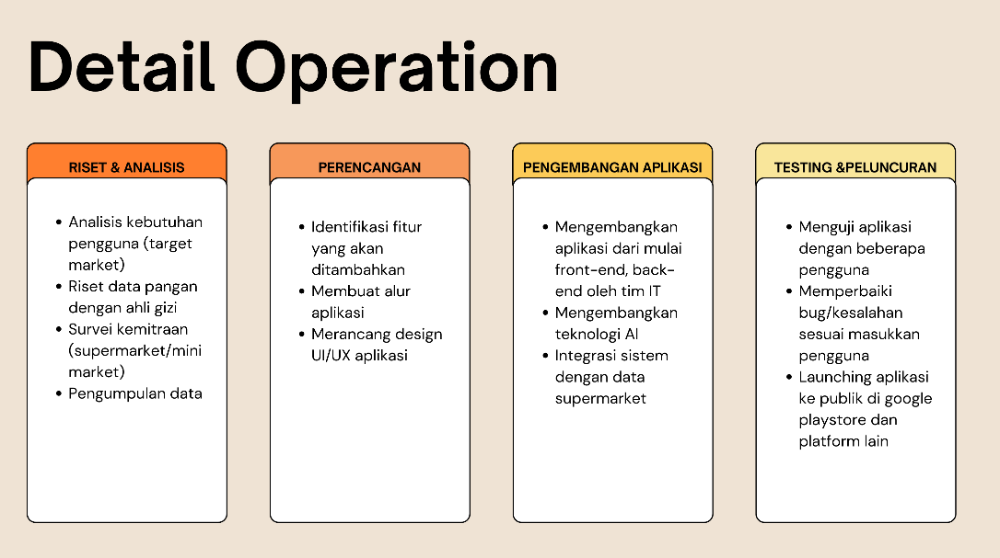 Detail Operation
RISET & ANALISIS
• Analisis kebutuhan
pengguna (target
market)
• Riset data pangan
dengan ahli gizi
• Survei kemitraan
(supermarket/mini
market)
• Pengumpulan data
PERENCANGAN
• Identifikasi fitur
yang akan
ditambahkan
• Membuat alur
aplikasi
• Merancang design
UI/UX aplikasi
PENGEMBANGAN APLIKASI
• Mengembangkan
aplikasi dari mulai
front-end, back-
end oleh tim IT
• Mengembangkan
teknologi AI
• Integrasi sistem
dengan data
supermarket
TESTING &PELUNCURAN
• Menguji aplikasi
dengan beberapa
pengguna
• Memperbaiki
bug/kesalahan
sesuai masukkan
pengguna
• Launching aplikasi
ke publik di google
playstore dan
platform lain